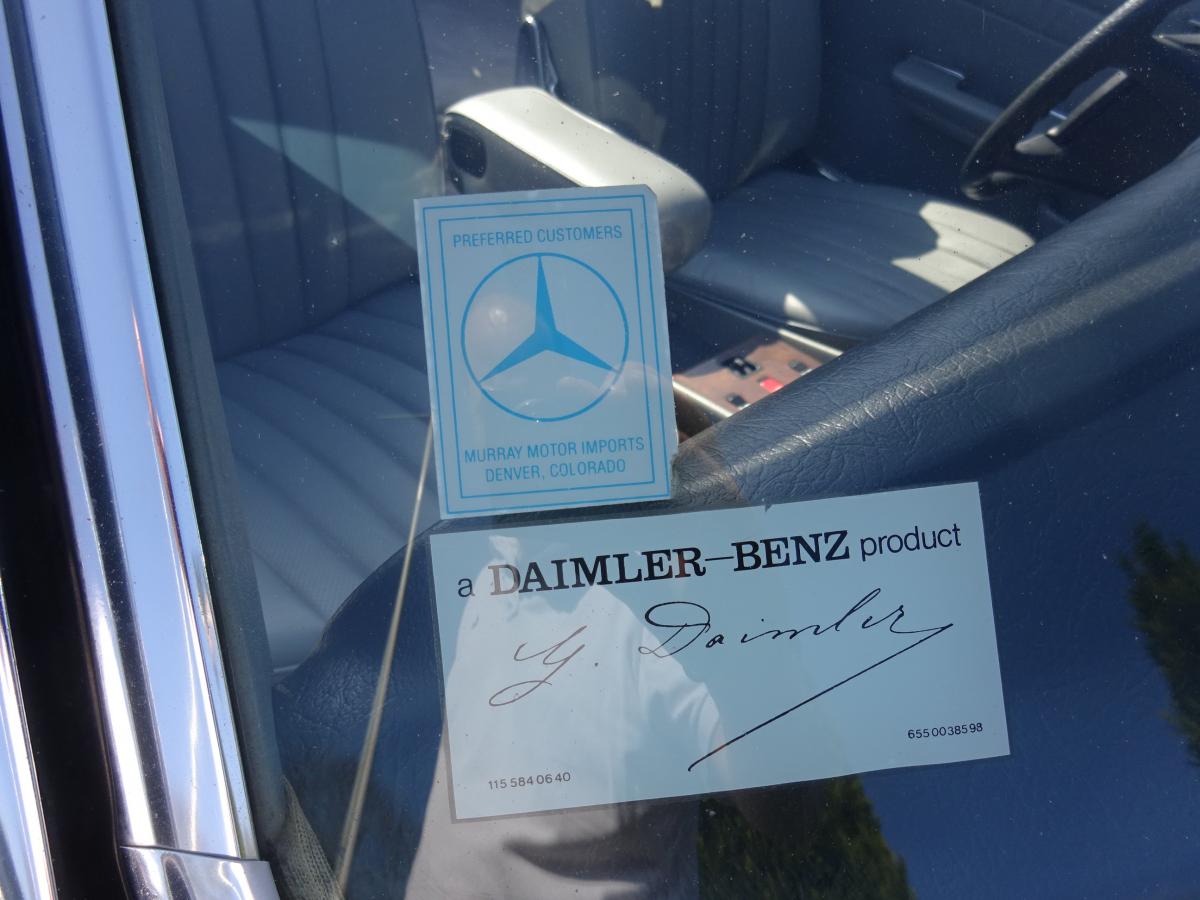 PREFERRED CUSTOMERS
MURRAY MOTOR IMPORTS
DENVER, COLORADO
a DAIMLER–BENZ product
G. Daimler
115 584 06 40
6550038598